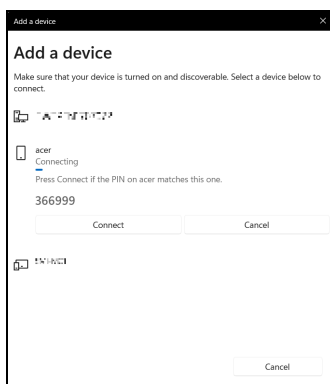 Add a device
Add a device
Make sure that your device is turned on and discoverable. Select a device below to
connect.
acer
Connecting
Press Connect if the PIN on acer matches this one.
366999
Connect Cancel
Cancel